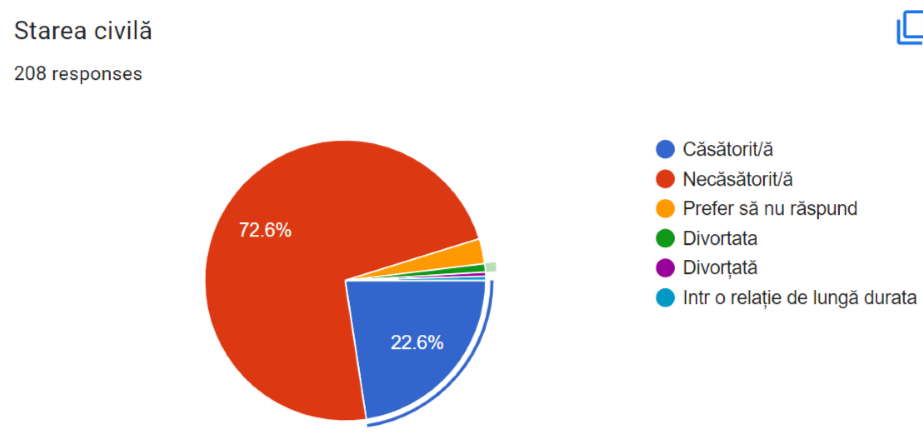 Starea civilă
208 responses
72.6%
22.6%
Căsătorit/ă
Necăsătorit/ă
Prefer să nu răspund
Divortata
Divorțată
Intr o relație de lungă durata